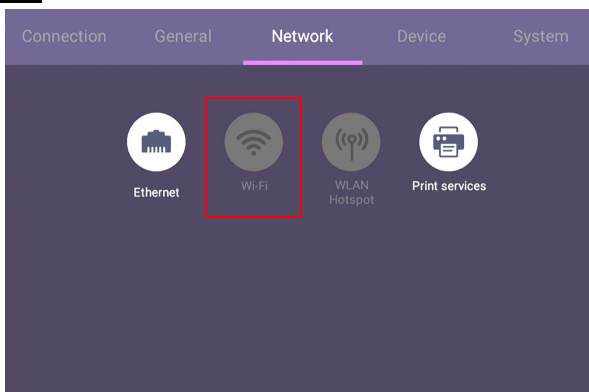 Connection General Network Device System
Ethernet Wi-Fi WLAN Print services
Hotspot